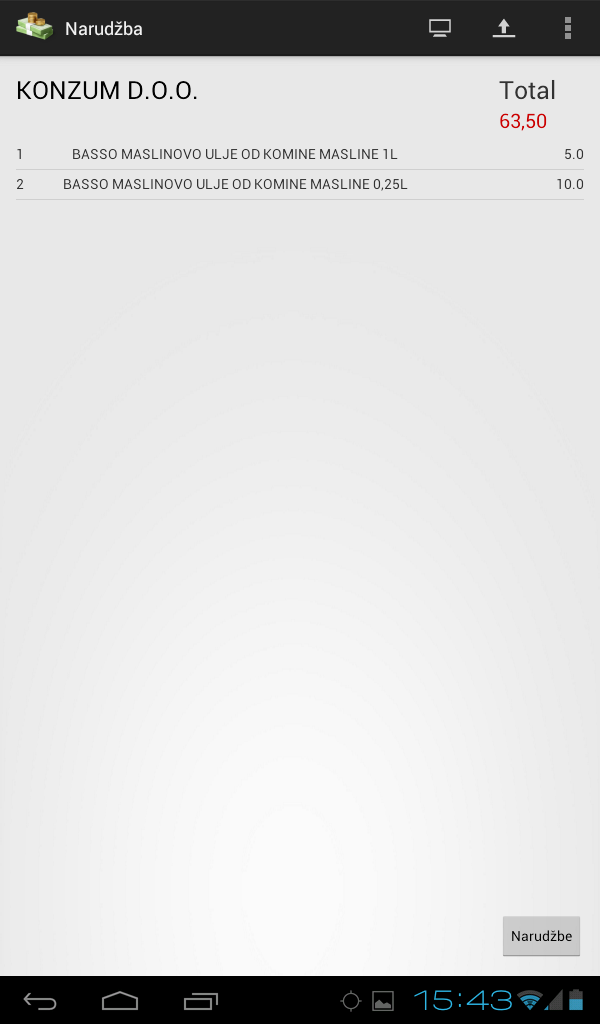 Narudžba
KONZUM D.O.O.
Total
63,50
1 BASSO MASLINOVO ULJE OD KOMINE MASLINE 1L 5.0
2 BASSO MASLINOVO ULJE OD KOMINE MASLINE 0,25L 10.0
Narudžbe
15:43